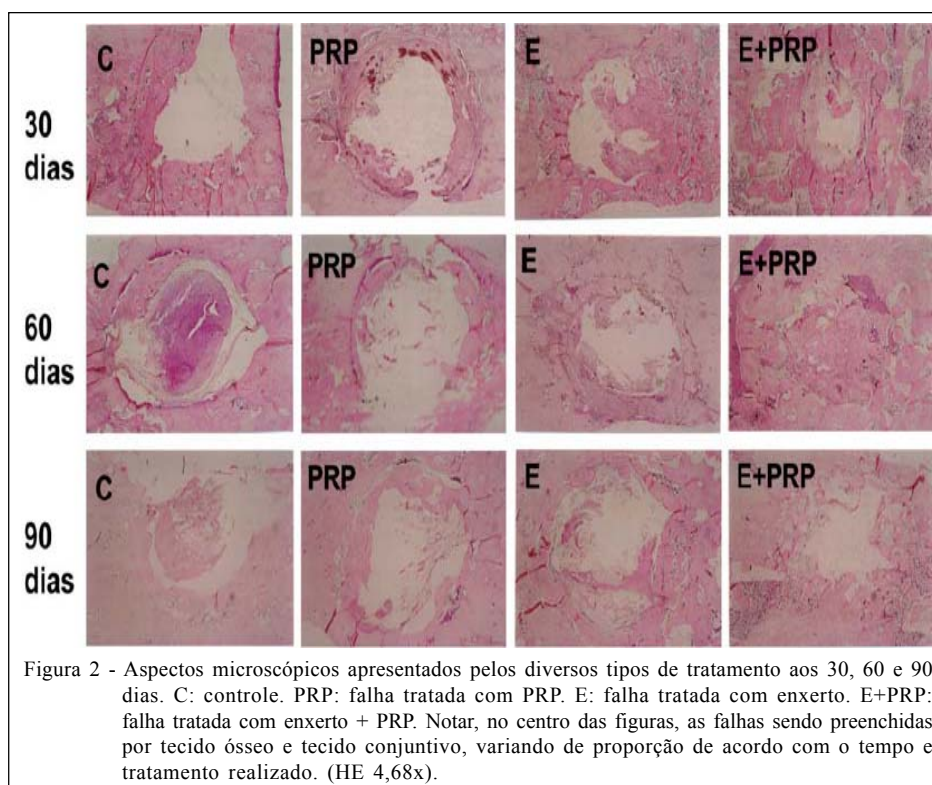 C PRP E E+PRP
30
dias
C PRP E E+PRP
60
dias
C PRP E E+PRP
90
dias
Figura 2 - Aspectos microscópicos apresentados pelos diversos tipos de tratamento aos 30, 60 e 90
dias. C: controle. PRP: falha tratada com PRP. E: falha tratada com enxerto. E+PRP:
falha tratada com enxerto + PRP. Notar, no centro das figuras, as falhas sendo preenchidas
por tecido ósseo e tecido conjuntivo, variando de proporção de acordo com o tempo e
tratamento realizado. (HE 4,68x).